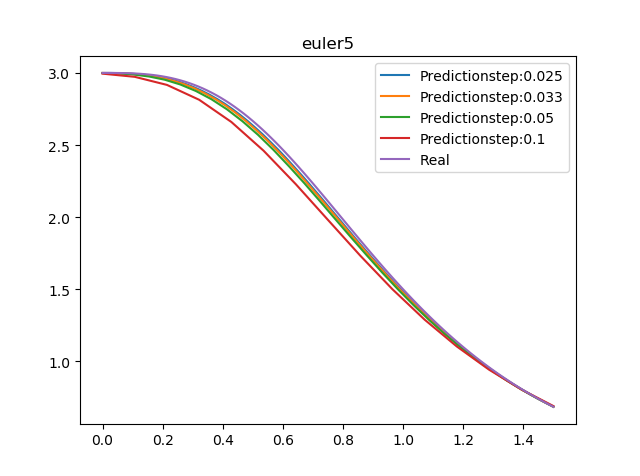 euler5
Predictionstep:0.025
Predictionstep:0.033
Predictionstep:0.05
Predictionstep:0.1
Real
3.0
2.5
2.0
1.5
1.0
0.0 0.2 0.4 0.6 0.8 1.0 1.2 1.4